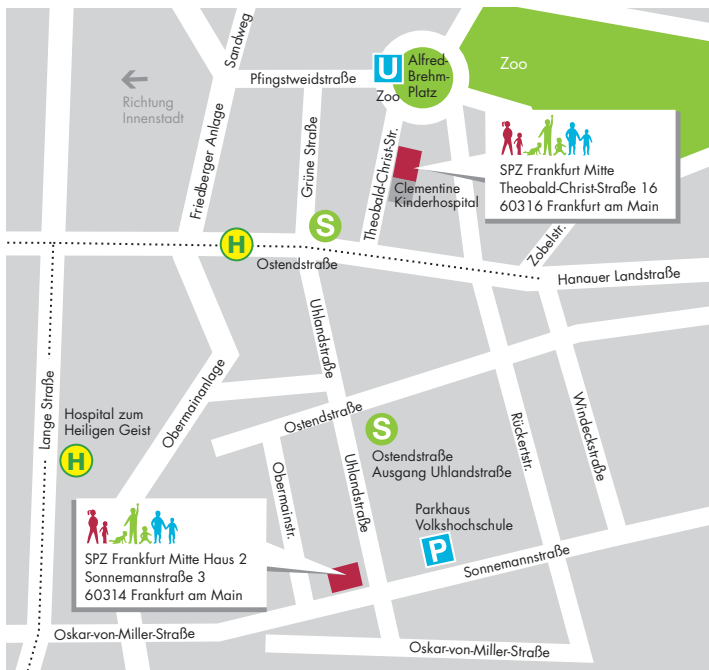 Sandweg
Pfingstweidstraße
U
Zoo
Alfred-
Brehm-
Platz
Zoo
Richtung
Innenstadt
Friedberger Anlage
Grüne Straße
Theobald-Christ-Str.
Clementine
Kinderhospital
SPZ Frankfurt Mitte
Theobald-Christ-Straße 16
60316 Frankfurt am Main
S
H
Ostendstraße
Zobelstr.
Hanauer Landstraße
Uhlandstraße
Lange Straße
Obermainanlage
Hospital zum
Heiligen Geist
H
Ostendstraße
S
Ostendstraße
Ausgang Uhlandstraße
Rückertstr.
Windeckstraße
Obermainstr.
Uhlandstraße
Parkhaus
Volkshochschule
P
SPZ Frankfurt Mitte Haus 2
Sonnemannstraße 3
60314 Frankfurt am Main
Sonnemannstraße
Oskar-von-Miller-Straße
Oskar-von-Miller-Straße